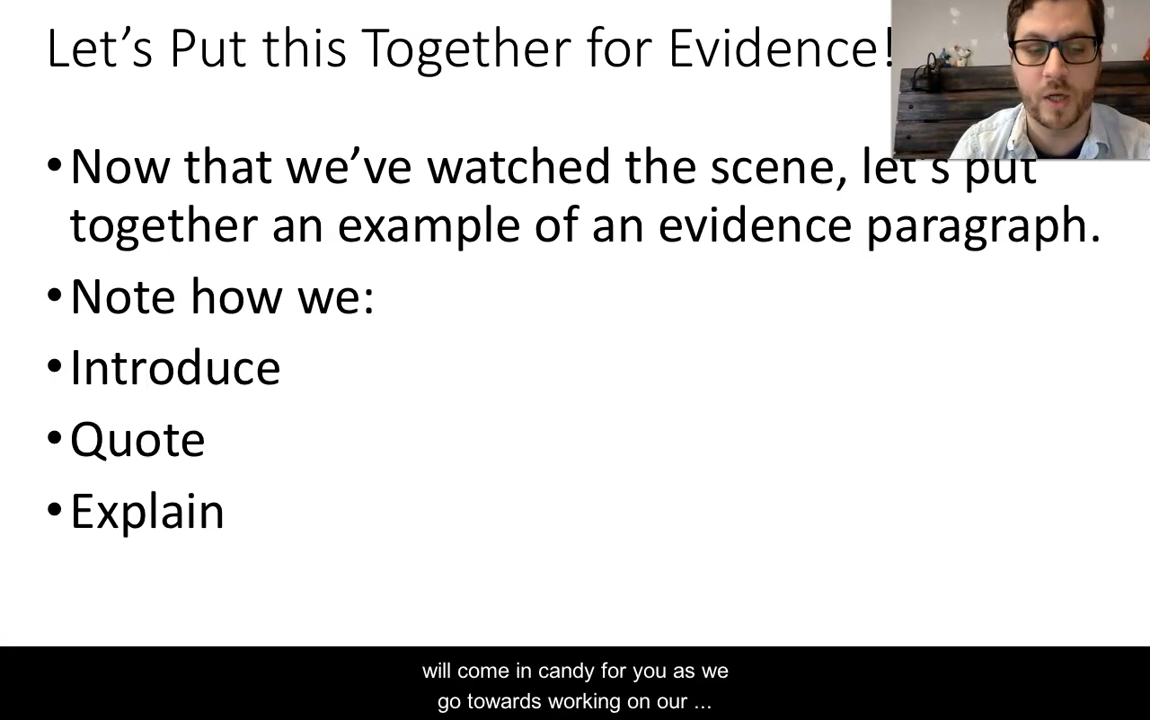 Let's Put this Together for Evidence!
•Now that we've watched the scene, let's put
together an example of an evidence paragraph.
•Note how we:
•Introduce
•Quote
•Explain
will come in candy for you as we
go towards working on our ...